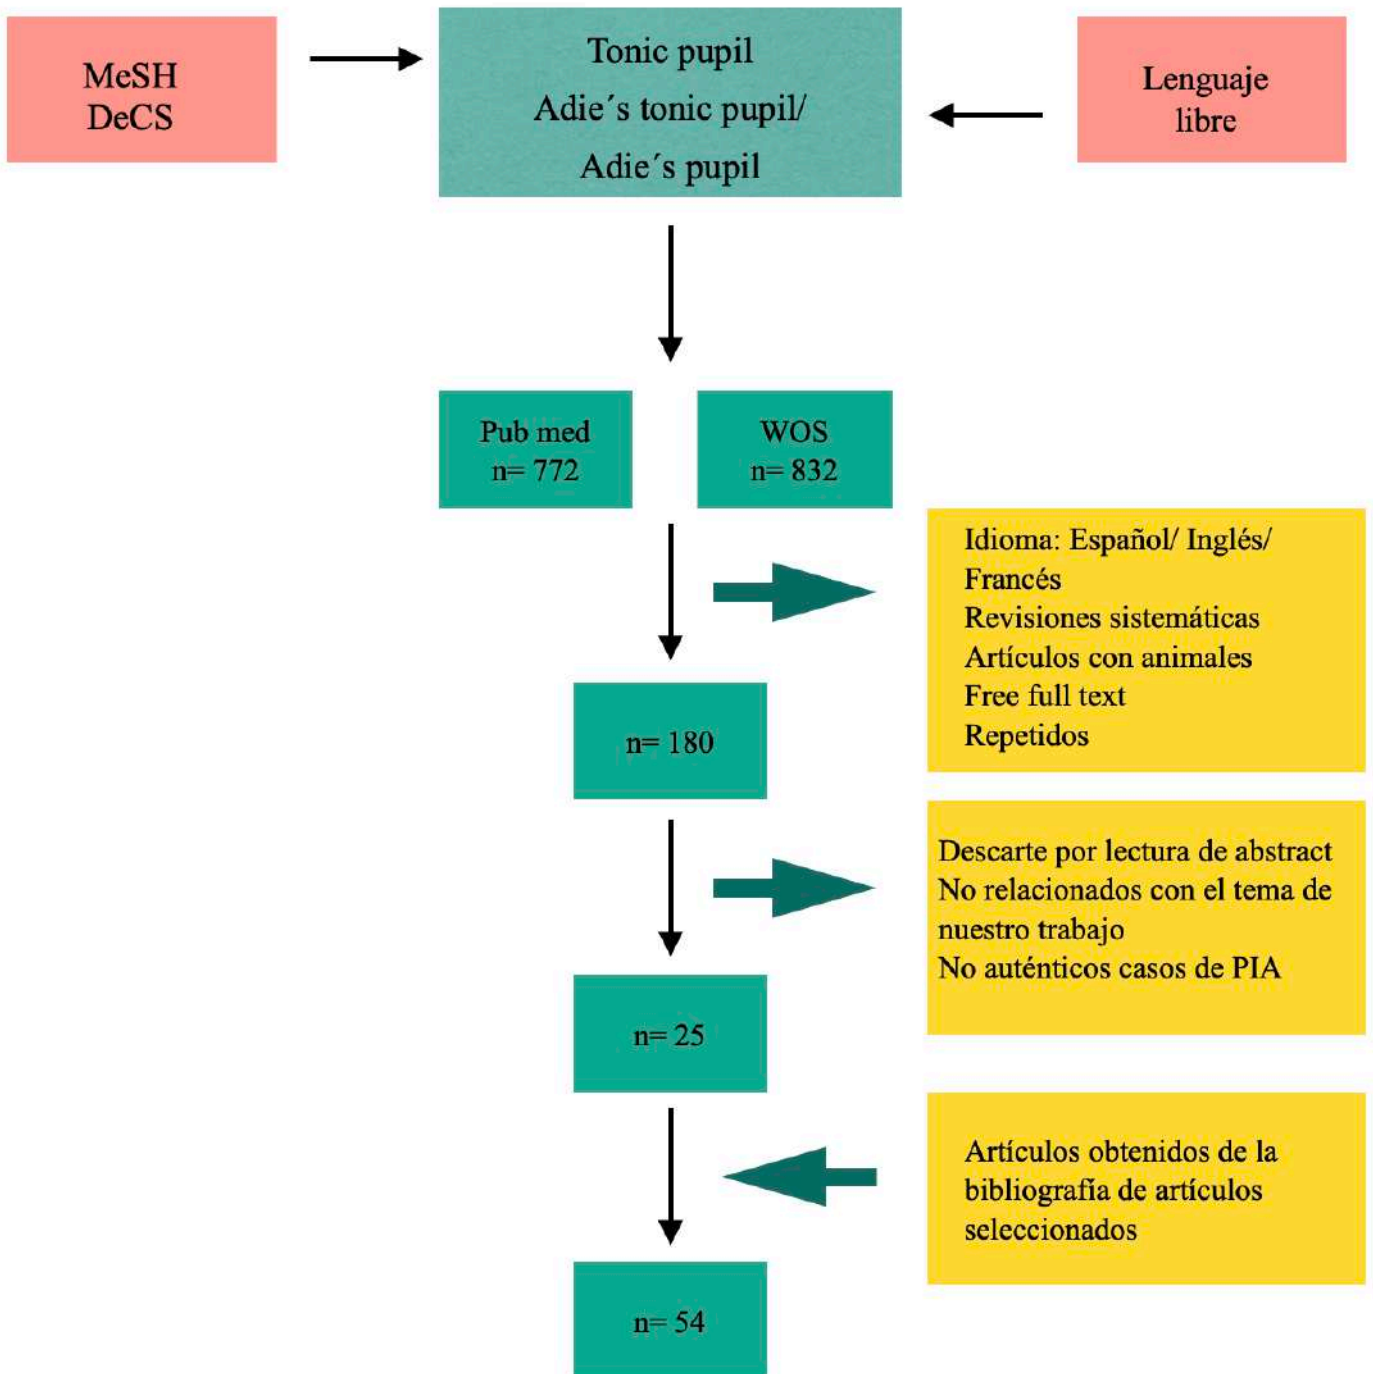 MeSH
DeCS
Tonic pupil
Adie´s tonic pupil/
Adie´s pupil
Lenguaje
libre
Pub med
n= 772
WOS
n= 832
Idioma: Español/ Inglés/
Francés
Revisiones sistemáticas
Artículos con animales
Free full text
Repetidos
n= 180
Descarte por lectura de abstract
No relacionados con el tema de
nuestro trabajo
No auténticos casos de PIA
n= 25
Artículos obtenidos de la
bibliografía de artículos
seleccionados
n= 54